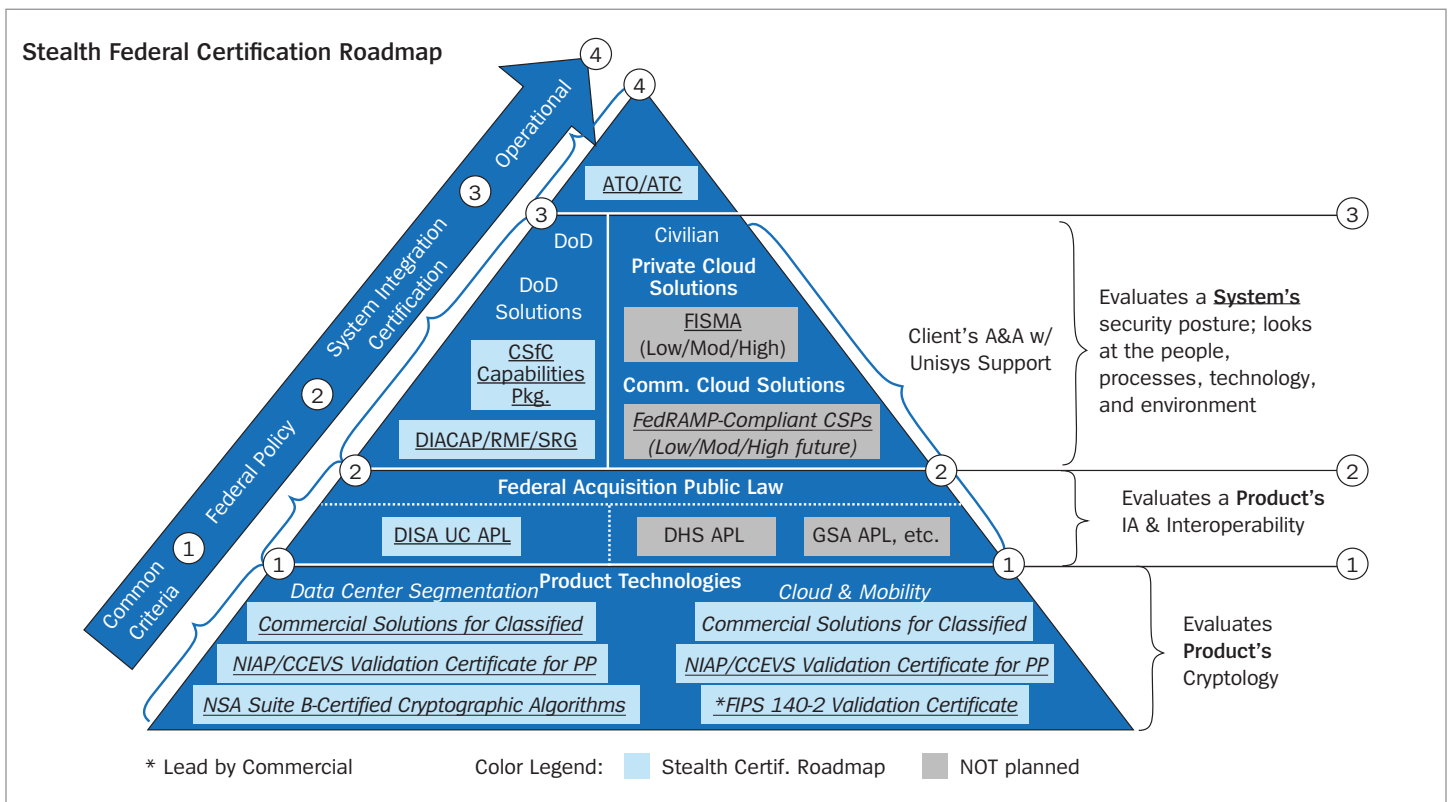 Stealth Federal Certification Roadmap
4
4
Operational
3
System Integration
Certification
2
Federal Policy
1
Common
Criteria
ATO/ATC
3
3
DoD
DoD
Solutions
CSfC
Capabilities
Pkg.
DIACAP/RMF/SRG
Civilian
Private Cloud
Solutions
FISMA
(Low/Mod/High)
Comm. Cloud Solutions
FedRAMP-Compliant CSPs
(Low/Mod/High future)
Client's A&A w/
Unisys Support
Evaluates a System's
security posture; looks
at the people,
processes, technology,
and environment
2
2
2
Federal Acquisition Public Law
DISA UC APL
DHS APL
GSA APL, etc.
Evaluates a Product's
IA & Interoperability
1
1
1
Product Technologies
Data Center Segmentation
Commercial Solutions for Classified
NIAP/CCEVS Validation Certificate for PP
NSA Suite B-Certified Cryptographic Algorithms
Cloud & Mobility
Commercial Solutions for Classified
NIAP/CCEVS Validation Certificate for PP
*FIPS 140-2 Validation Certificate
Evaluates
Product's
Cryptology
* Lead by Commercial
Color Legend:
Stealth Certif. Roadmap
NOT planned